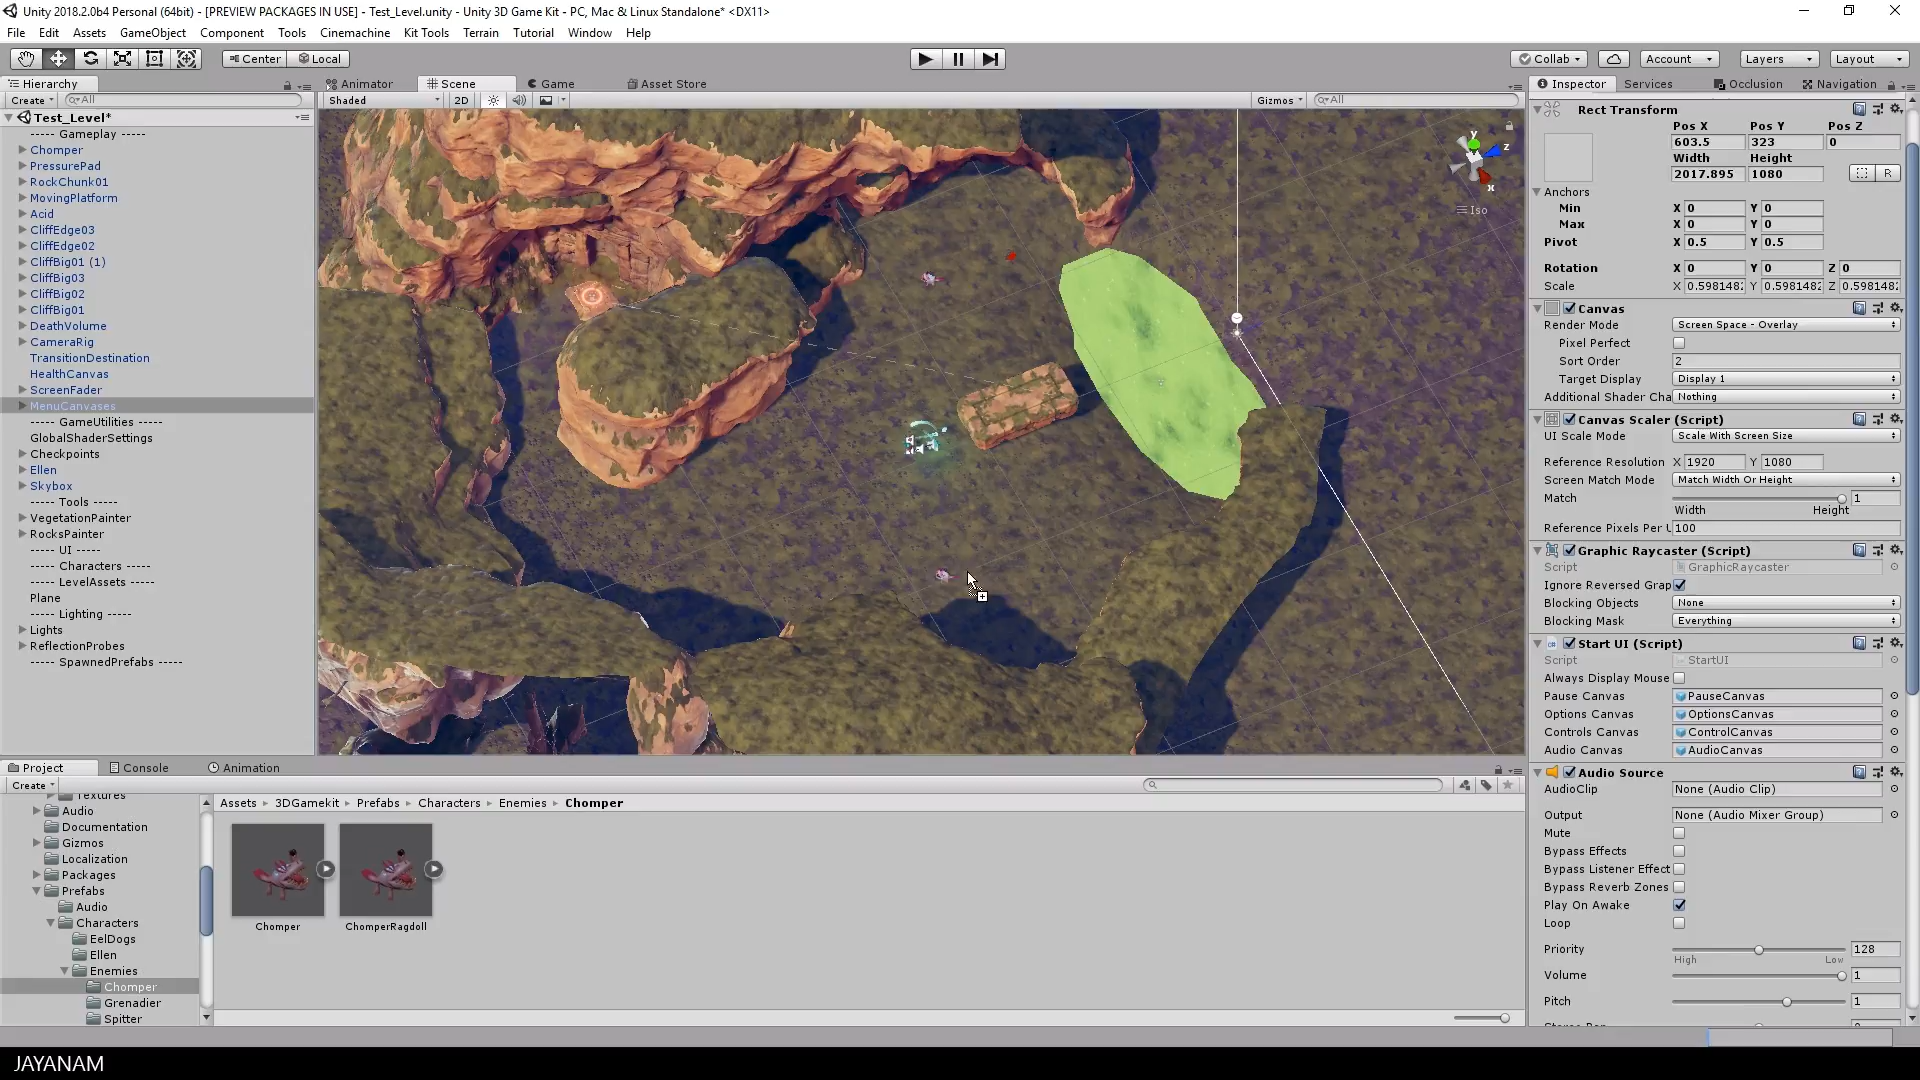 Unity 2018.2.0b4 Personal (64bit) - [PREVIEW PACKAGES IN USE] - Test_Level.unity - Unity 3D Game Kit - PC, Mac & Linux Standalone* <DX11>
File Edit Assets GameObject Component Tools Cinemachine Kit Tools Terrain Tutorial Window Help
Center Local Collab Account Layers Layout
Hierarchy
Create All
Test_Level*
----- Gameplay -----
Chomper
PressurePad
RockChunk01
MovingPlatform
Acid
CliffEdge03
CliffEdge02
CliffBig01 (1)
CliffBig03
CliffBig02
CliffBig01
DeathVolume
CameraRig
TransitionDestination
HealthCanvas
ScreenFader
MenuCanvases
----- GameUtilities -----
GlobalShaderSettings
Checkpoints
Ellen
Skybox
----- Tools -----
VegetationPainter
RocksPainter
----- UI -----
----- Characters -----
----- LevelAssets -----
Plane
----- Lighting -----
Lights
ReflectionProbes
----- SpawnedPrefabs -----
Animator Scene Game Asset Store
Shaded 2D Gizmos All
y
z
x
Iso
Inspector Services Occlusion Navigation
Rect Transform
Pos X Pos Y Pos Z
603.5 323 0
Width Height
2017.895 1080 R
Anchors
Min X 0 Y 0
Max X 0 Y 0
Pivot X 0.5 Y 0.5
Rotation X 0 Y 0 Z 0
Scale X 0.598148 Y 0.598148 Z 0.598148
Canvas
Render Mode Screen Space - Overlay
Pixel Perfect
Sort Order 2
Target Display Display 1
Additional Shader Cha Nothing
Canvas Scaler (Script)
UI Scale Mode Scale With Screen Size
Reference Resolution X 1920 Y 1080
Screen Match Mode Match Width Or Height
Match 1
Width Height
Reference Pixels Per U 100
Graphic Raycaster (Script)
Script GraphicRaycaster
Ignore Reversed Grap
Blocking Objects None
Blocking Mask Everything
Start UI (Script)
Script StartUI
Always Display Mouse
Pause Canvas PauseCanvas
Options Canvas OptionsCanvas
Controls Canvas ControlCanvas
Audio Canvas AudioCanvas
Audio Source
AudioClip None (Audio Clip)
Output None (Audio Mixer Group)
Mute
Bypass Effects
Bypass Listener Effect
Bypass Reverb Zones
Play On Awake
Loop
Priority 128
High Low
Volume 1
Pitch 1
Project Console Animation
Create
Textures
Audio
Documentation
Gizmos
Localization
Packages
Prefabs
Audio
Characters
EelDogs
Ellen
Enemies
Chomper
Grenadier
Spitter
Assets 3DGamekit Prefabs Characters Enemies Chomper
Chomper ChomperRagdoll
JAYANAM